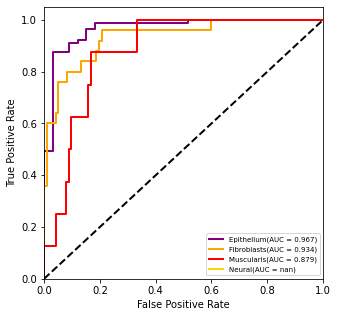 1.0
0.8
0.6
0.4
0.2
0.0
True Positive Rate
Epithelium(AUC = 0.967)
Fibroblasts(AUC = 0.934)
Muscularis(AUC = 0.879)
Neural(AUC = nan)
0.0 0.2 0.4 0.6 0.8 1.0
False Positive Rate